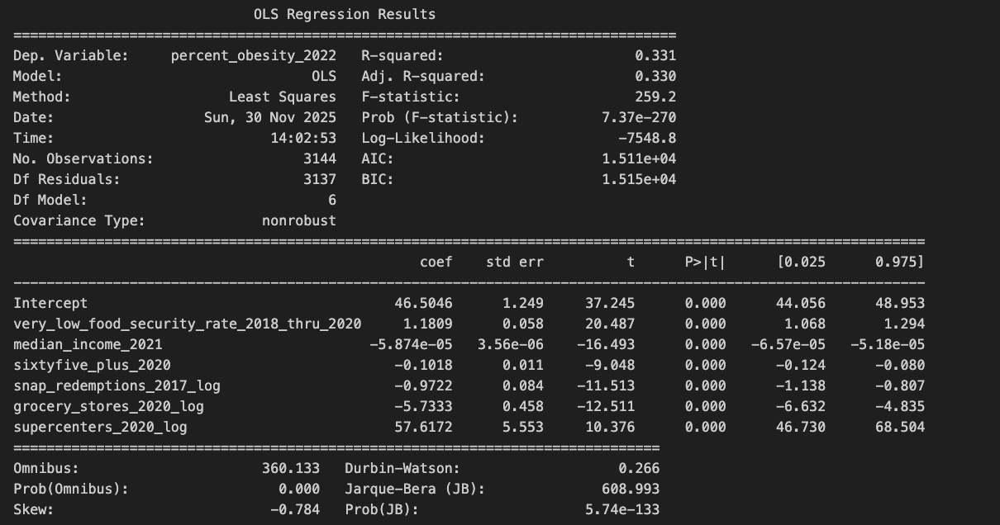 OLS Regression Results
==============================================================================
Dep. Variable: percent_obesity_2022 R-squared: 0.331
Model: OLS Adj. R-squared: 0.330
Method: Least Squares F-statistic: 259.2
Date: Sun, 30 Nov 2025 Prob (F-statistic): 7.37e-270
Time: 14:02:53 Log-Likelihood: -7548.8
No. Observations: 3144 AIC: 1.511e+04
Df Residuals: 3137 BIC: 1.515e+04
Df Model: 6
Covariance Type: nonrobust
==============================================================================================================
coef std err t P>|t| [0.025 0.975]
--------------------------------------------------------------------------------------------------------------
Intercept 46.5046 1.249 37.245 0.000 44.056 48.953
very_low_food_security_rate_2018_thru_2020 1.1809 0.058 20.487 0.000 1.068 1.294
median_income_2021 -5.874e-05 3.56e-06 -16.493 0.000 -6.57e-05 -5.18e-05
sixtyfive_plus_2020 -0.1018 0.011 -9.048 0.000 -0.124 -0.080
snap_redemptions_2017_log -0.9722 0.084 -11.513 0.000 -1.138 -0.807
grocery_stores_2020_log -5.7333 0.458 -12.511 0.000 -6.632 -4.835
supercenters_2020_log 57.6172 5.553 10.376 0.000 46.730 68.504
==============================================================================
Omnibus: 360.133 Durbin-Watson: 0.266
Prob(Omnibus): 0.000 Jarque-Bera (JB): 608.993
Skew: -0.784 Prob(JB): 5.74e-133